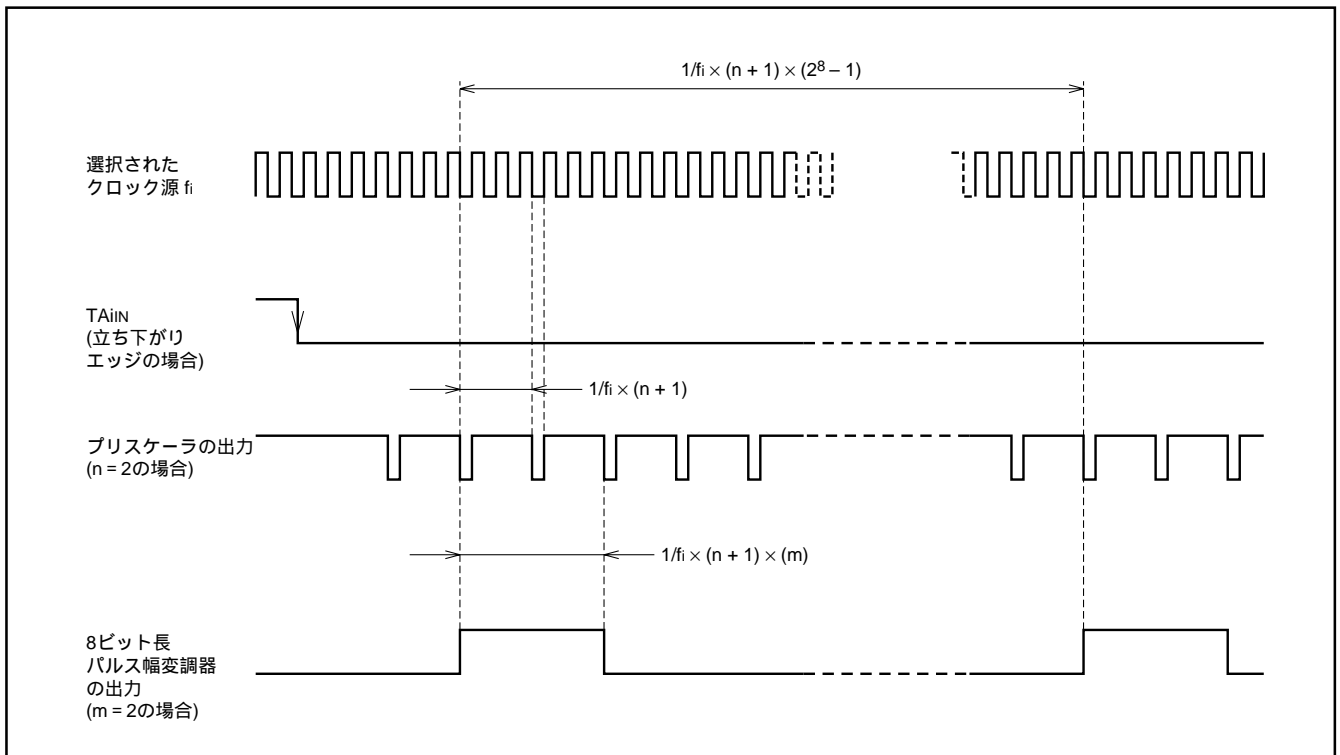 1/fi × (n + 1) × (2⁸ – 1)
選択された
クロック源 fi
TAiIN
(立ち下がり
エッジの場合)
1/fi × (n + 1)
プリスケーラの出力
(n = 2の場合)
1/fi × (n + 1) × (m)
8ビット長
パルス幅変調器
の出力
(m = 2の場合)